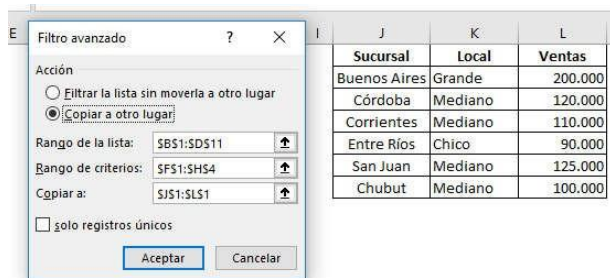 E I J K L
Filtro avanzado ? ×
Acción
Filtrar la lista sin moverla a otro lugar
Copiar a otro lugar
Rango de la lista: $B$1:$D$11
Rango de criterios: $F$1:$H$4
Copiar a: $J$1:$L$1
solo registros únicos
Aceptar Cancelar
Sucursal Local Ventas
Buenos Aires Grande 200.000
Córdoba Mediano 120.000
Corrientes Mediano 110.000
Entre Ríos Chico 90.000
San Juan Mediano 125.000
Chubut Mediano 100.000